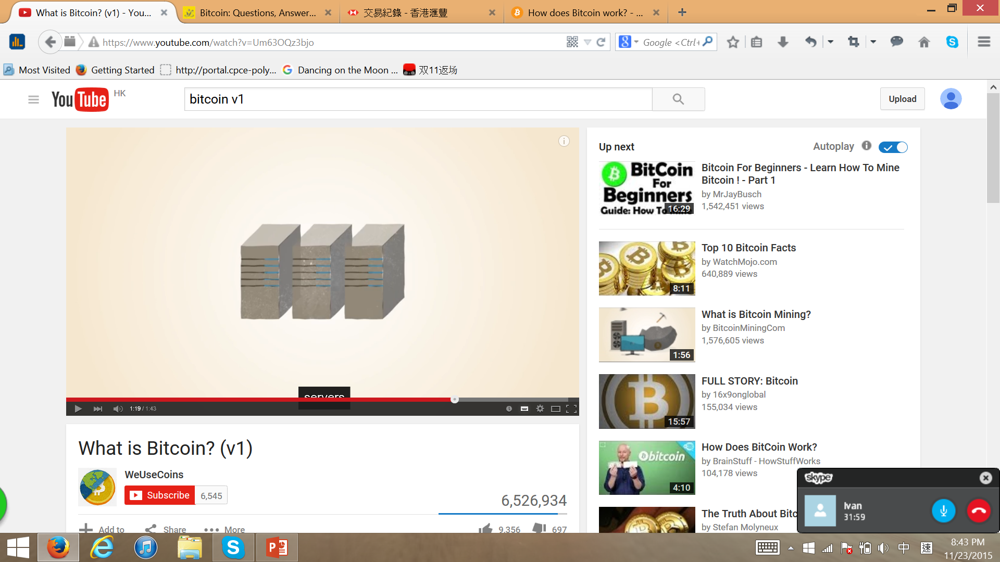 What is Bitcoin? (v1) - You...
Bitcoin: Questions, Answer...
交易紀錄 - 香港滙豐
How does Bitcoin work? - ...
https://www.youtube.com/watch?v=Um63OQz3bjo
Google <Ctrl+
Most Visited
Getting Started
http://portal.cpce-poly...
Dancing on the Moon ...
双11返场
YouTube HK
bitcoin v1
Upload
servers
1:19 / 1:43
What is Bitcoin? (v1)
WeUseCoins
Subscribe 6,545
6,526,934
Add to
Share
More
9,356
697
Up next
Autoplay
BitCoin
For
Beginners
Guide: How To Mine
16:29
Bitcoin For Beginners - Learn How To Mine
Bitcoin ! - Part 1
by MrJayBusch
1,542,451 views
8:11
Top 10 Bitcoin Facts
by WatchMojo.com
640,889 views
1:56
What is Bitcoin Mining?
by BitcoinMiningCom
1,576,605 views
15:57
FULL STORY: Bitcoin
by 16x9onglobal
155,034 views
bitcoin
4:10
How Does BitCoin Work?
by BrainStuff - HowStuffWorks
104,178 views
The Truth About Bitc
by Stefan Molyneux
skype
Ivan
31:59
中
速
8:43 PM
11/23/2015